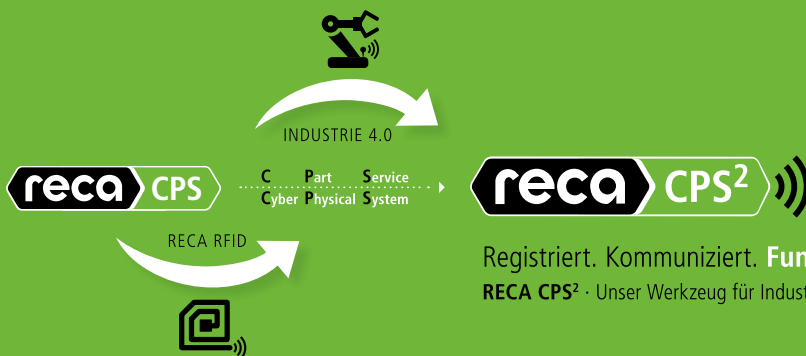 INDUSTRIE 4.0
reca CPS
C Part Service
Cyber Physical System
reca CPS²
RECA RFID
Registriert. Kommuniziert.
RECA CPS² · Unser Werkzeug für